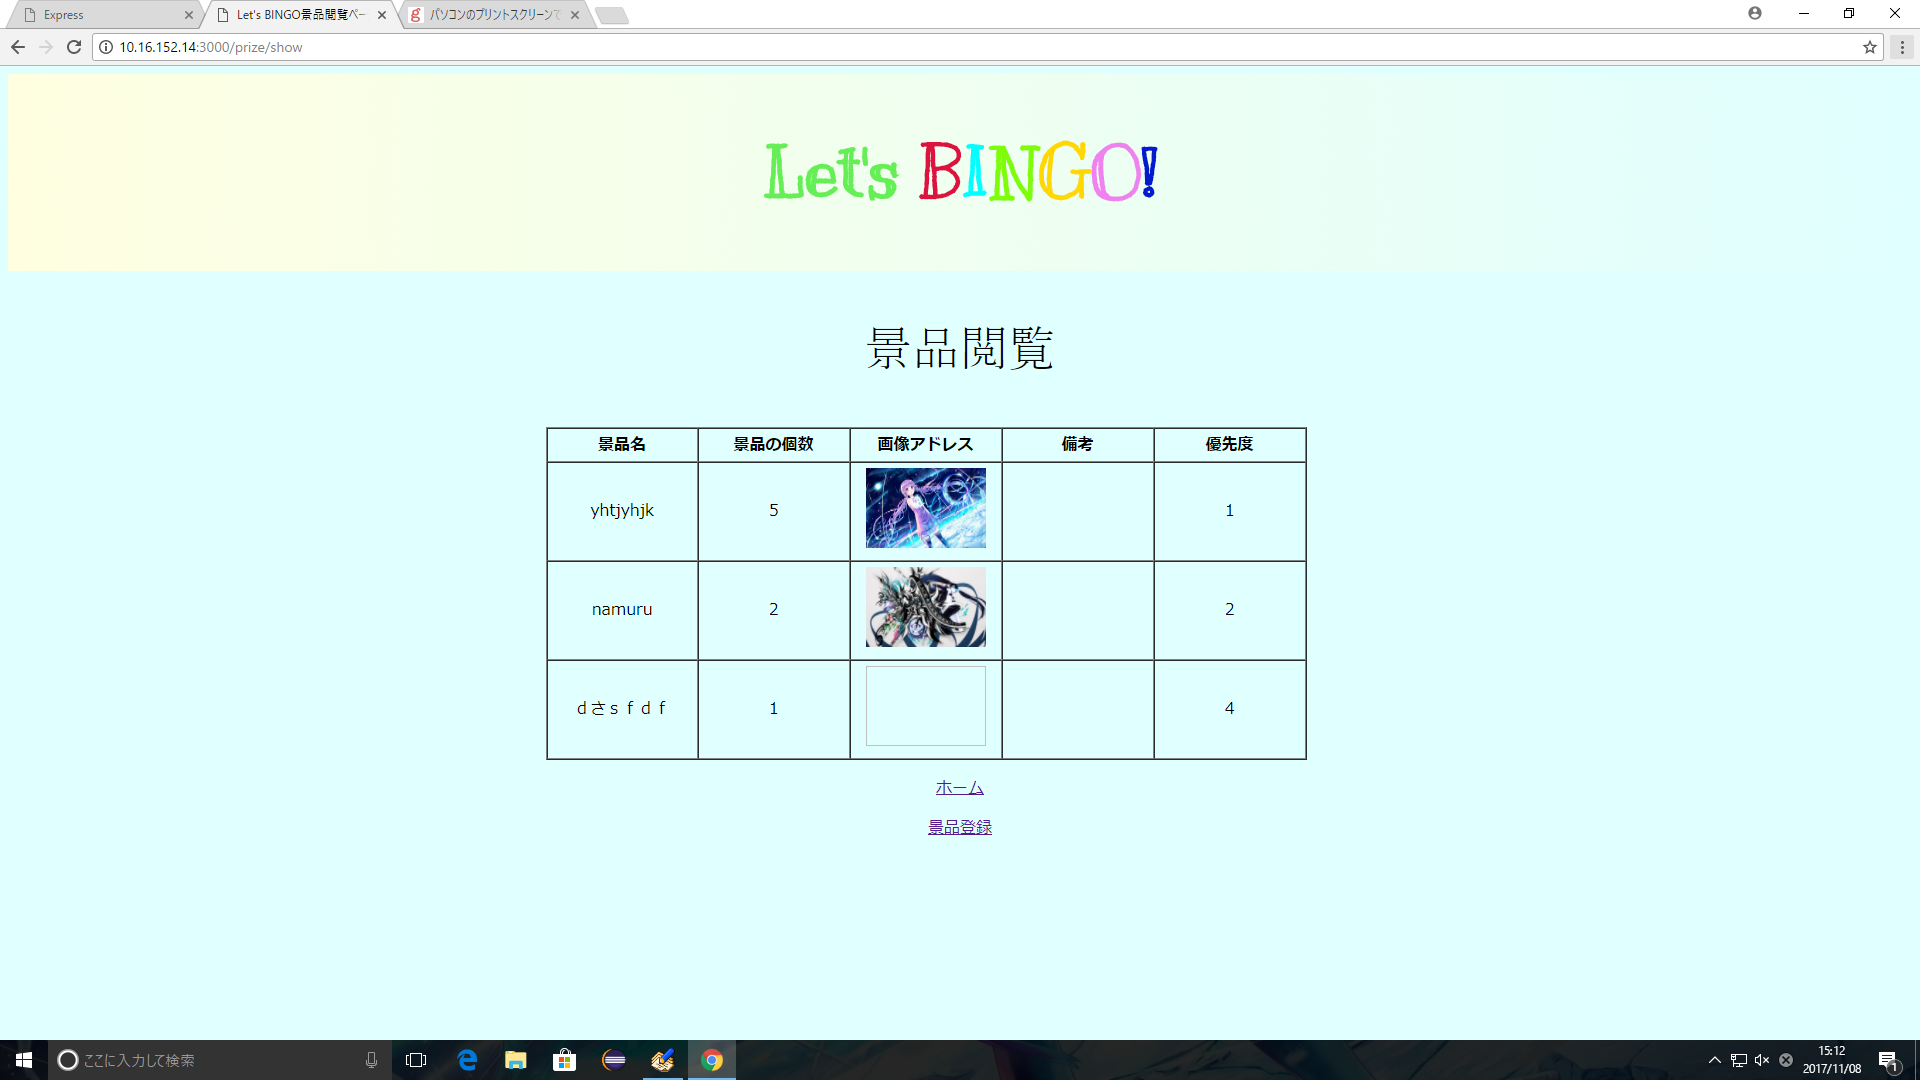 Express
Let's BINGO景品閲覧ペー
パソコンのプリントスクリーンで
10.16.152.14:3000/prize/show
Let's BINGO!
景品閲覧
景品名 景品の個数 画像アドレス 備考 優先度
yhtjyhjk 5 1
namuru 2 2
ｄさｓｆｄｆ 1 4
ホーム
景品登録
ここに入力して検索
15:12
2017/11/08
1